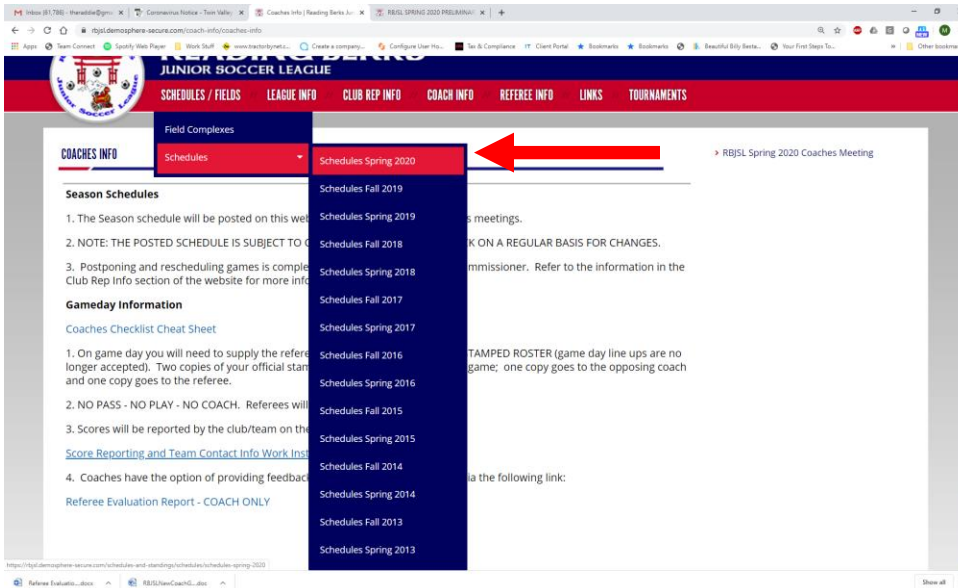 Inbox (61,786) - theraddie@gm
Coronavirus Notice - Twin Valley
Coaches Info | Reading Berks Jun
RBJSL SPRING 2020 PRELIMINAR
rbjsl.demosphere-secure.com/coach-info/coaches-info
Apps
Team Connect
Spotify Web Player
Work Stuff
www.tractorbynet.c...
Create a company...
Configure User Ho...
Tax & Compliance
Client Portal
Bookmarks
Bookmarks
Beautiful Billy Beste...
Your First Steps To...
Other bookma
READING BERKS
JUNIOR SOCCER LEAGUE
Junior Soccer League
SCHEDULES / FIELDS LEAGUE INFO CLUB REP INFO COACH INFO REFEREE INFO LINKS TOURNAMENTS
Field Complexes
Schedules
Schedules Spring 2020
Schedules Fall 2019
Schedules Spring 2019
Schedules Fall 2018
Schedules Spring 2018
Schedules Fall 2017
Schedules Spring 2017
Schedules Fall 2016
Schedules Spring 2016
Schedules Fall 2015
Schedules Spring 2015
Schedules Fall 2014
Schedules Spring 2014
Schedules Fall 2013
Schedules Spring 2013
COACHES INFO
> RBJSL Spring 2020 Coaches Meeting
Season Schedules
1. The Season schedule will be posted on this web s meetings.
2. NOTE: THE POSTED SCHEDULE IS SUBJECT TO C K ON A REGULAR BASIS FOR CHANGES.
3. Postponing and rescheduling games is comple mmissioner. Refer to the information in the
Club Rep Info section of the website for more info
Gameday Information
Coaches Checklist Cheat Sheet
1. On game day you will need to supply the refere TAMPED ROSTER (game day line ups are no
longer accepted). Two copies of your official stam game; one copy goes to the opposing coach
and one copy goes to the referee.
2. NO PASS - NO PLAY - NO COACH. Referees will
3. Scores will be reported by the club/team on the
Score Reporting and Team Contact Info Work Inst
4. Coaches have the option of providing feedback ia the following link:
Referee Evaluation Report - COACH ONLY
https://rbjsl.demosphere-secure.com/schedules-and-standings/schedules/schedules-spring-2020
Referee Evaluatio....docx
RBJSLNewCoachG....doc
Show all